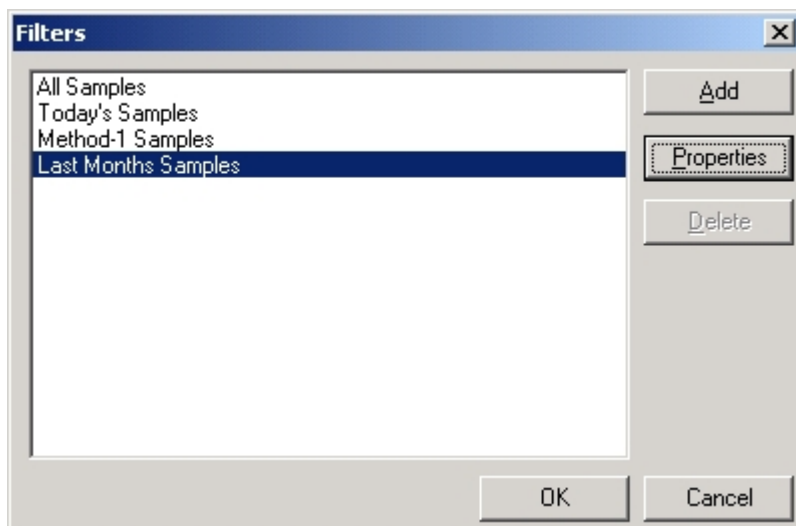 Filters
All Samples
Today's Samples
Method-1 Samples
Last Months Samples
Add
Properties
Delete
OK
Cancel